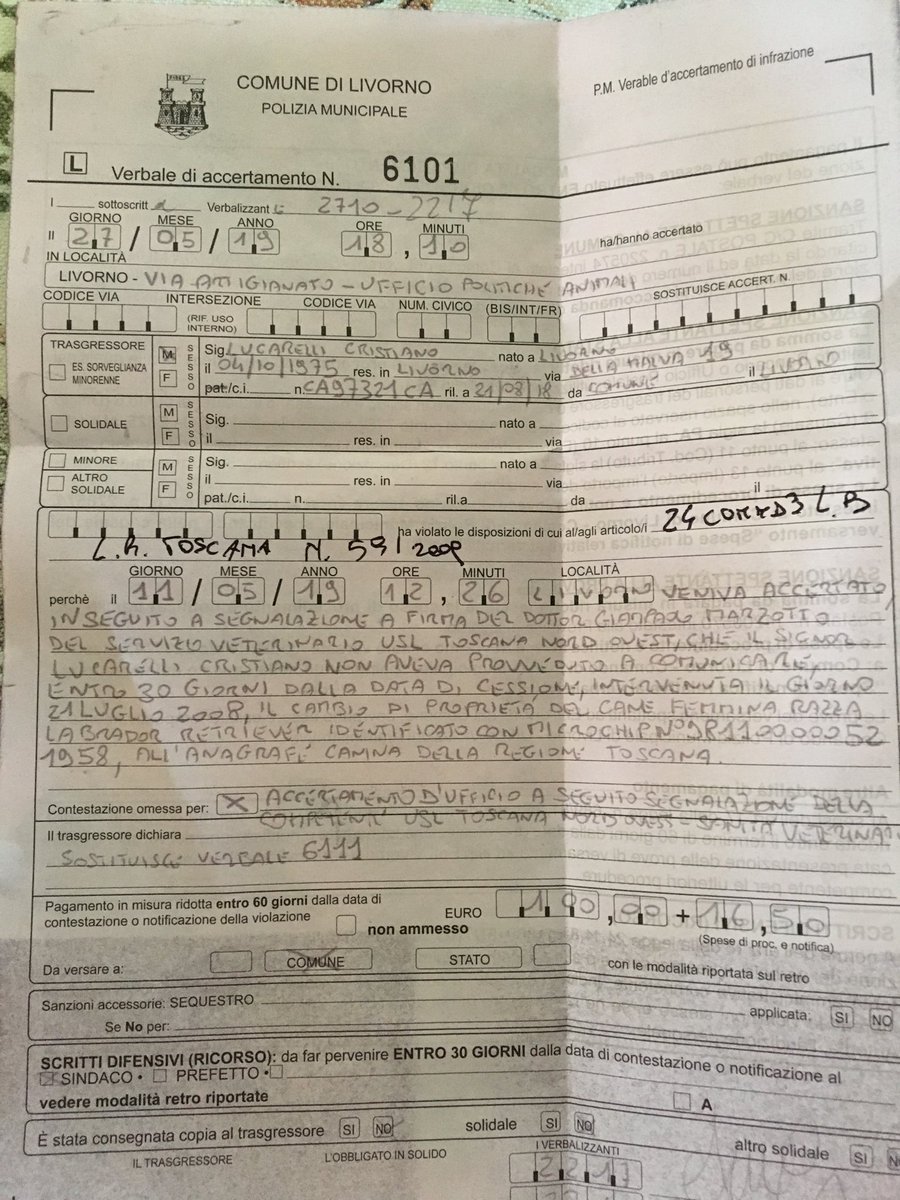 COMUNE DI LIVORNO
POLIZIA MUNICIPALE
P.M. Verable d'accertamento di infrazione
L Verbale di accertamento N. 6101
I sottoscritt Verbalizzant i 2710 - 2217
GIORNO MESE ANNO ORE MINUTI
Il 27 / 05 / 19 18, 10 ha/hanno accertato
IN LOCALITÀ
LIVORNO - VIA ARTIGIANATO - UFFICIO POLITICHE ANIMALI
CODICE VIA INTERSEZIONE CODICE VIA NUM. CIVICO (BIS/INT/FR) SOSTITUISCE ACCERT. N.
(RIF. USO INTERNO)
TRASGRESSORE M SESSO Sig. LUCARELLI CRISTIANO nato a LIVORNO
ES. SORVEGLIANZA MINORENNE F il 04/10/1975 res. in LIVORNO via DELLA MALVA 19
pat./c.i. n. CA97321CA ril. a 21/08/18 da COMUNE il LIVORNO
SOLIDALE M F SESSO Sig. nato a
il res. in via
MINORE M SESSO Sig. nato a
ALTRO SOLIDALE F il res. in via
pat./c.i. n. ril.a da il
ha violato le disposizioni di cui al/agli articolo/i 24 COMMA 3 L.B
L.R. TOSCANA N. 59/2009
GIORNO MESE ANNO ORE MINUTI LOCALITÀ
perchè il 11 / 05 / 19 12, 26 LIVORNO VENIVA ACCERTATO,
IN SEGUITO A SEGNALAZIONE A FIRMA DEL DOTTOR GIAMPAOLO MARZOTTO
DEL SERVIZIO VETERINARIO USL TOSCANA NORD OVEST, CHE IL SIGNOR
LUCARELLI CRISTIANO NON AVEVA PROVVEDUTO A COMUNICARE,
ENTRO 30 GIORNI DALLA DATA DI CESSIONE, INTERVENUTA IL GIORNO
21 LUGLIO 2008, IL CAMBIO DI PROPRIETÀ DEL CANE FEMMINA RAZZA
LABRADOR RETRIEVER IDENTIFICATO CON MICROCHIP N° 98110000052
1958, ALL'ANAGRAFE CANINA DELLA REGIONE TOSCANA.
Contestazione omessa per: X ACCERTAMENTO D'UFFICIO A SEGUITO SEGNALAZIONE DELLA
COMPETENTE USL TOSCANA NORD OVEST - SANITÀ VETERINAR
Il trasgressore dichiara
SOSTITUISCE VERBALE 6111
Pagamento in misura ridotta entro 60 giorni dalla data di
contestazione o notificazione della violazione
non ammesso
EURO 100,00 + 16,50
(Spese di proc. e notifica)
Da versare a: COMUNE STATO con le modalità riportata sul retro
Sanzioni accessorie: SEQUESTRO applicata: SI NO
Se No per:
SCRITTI DIFENSIVI (RICORSO): da far pervenire ENTRO 30 GIORNI dalla data di contestazione o notificazione al
SINDACO • PREFETTO •
vedere modalità retro riportate A
È stata consegnata copia al trasgressore SI NO solidale SI NO altro solidale SI NO
IL TRASGRESSORE L'OBBLIGATO IN SOLIDO I VERBALIZZANTI
2217